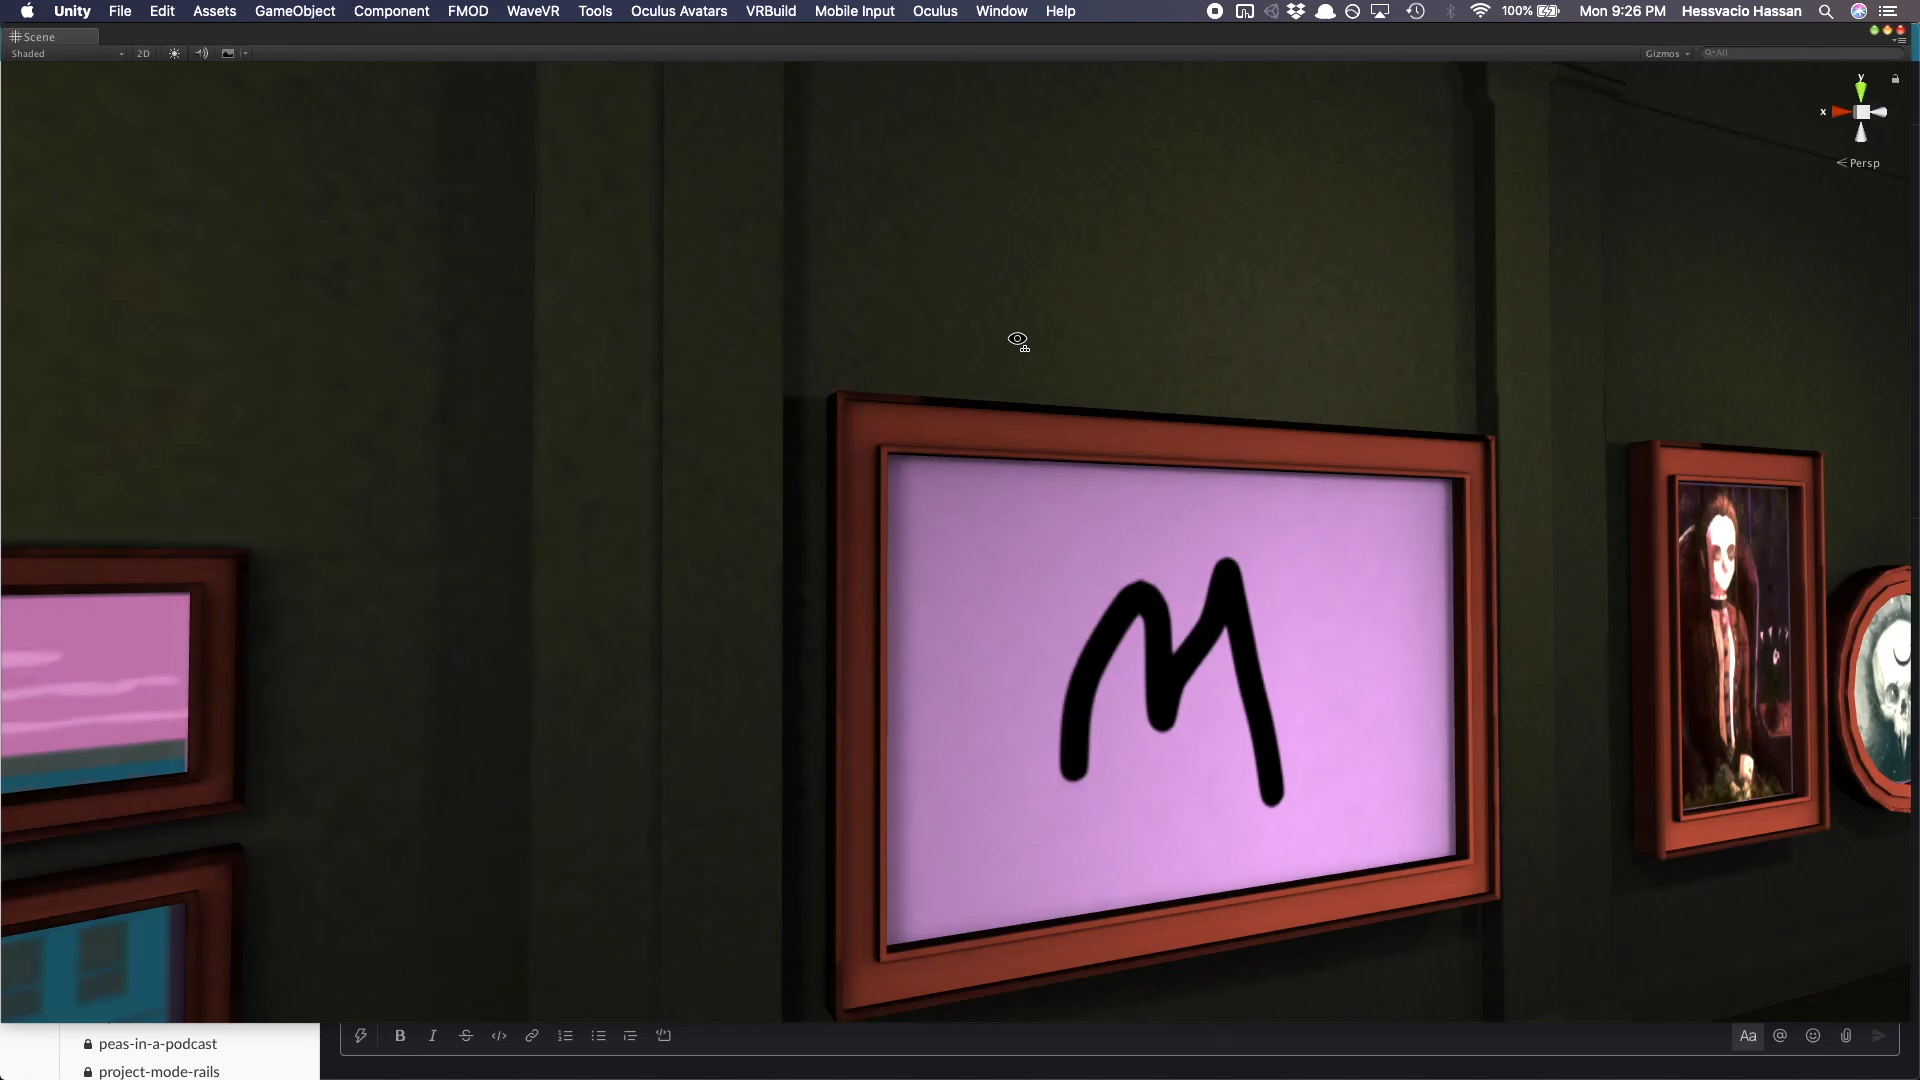 Unity File Edit Assets GameObject Component FMOD WaveVR Tools Oculus Avatars VRBuild Mobile Input Oculus Window Help 100% Mon 9:26 PM Hessvacio Hassan
Scene
Shaded 2D Gizmos All
y
x
Persp
M
B I Aa @
peas-in-a-podcast
project-mode-rails